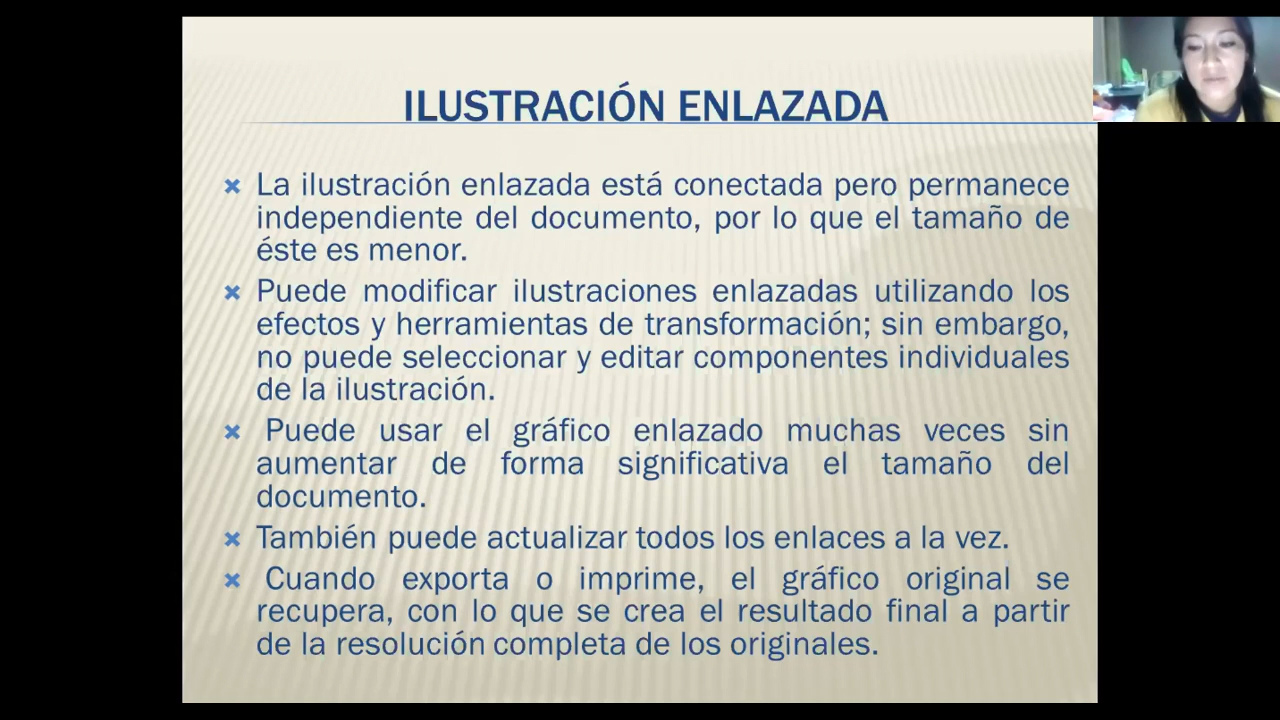 ILUSTRACIÓN ENLAZADA
La ilustración enlazada está conectada pero permanece
independiente del documento, por lo que el tamaño de
éste es menor.
Puede modificar ilustraciones enlazadas utilizando los
efectos y herramientas de transformación; sin embargo,
no puede seleccionar y editar componentes individuales
de la ilustración.
Puede usar el gráfico enlazado muchas veces sin
aumentar de forma significativa el tamaño del
documento.
También puede actualizar todos los enlaces a la vez.
Cuando exporta o imprime, el gráfico original se
recupera, con lo que se crea el resultado final a partir
de la resolución completa de los originales.